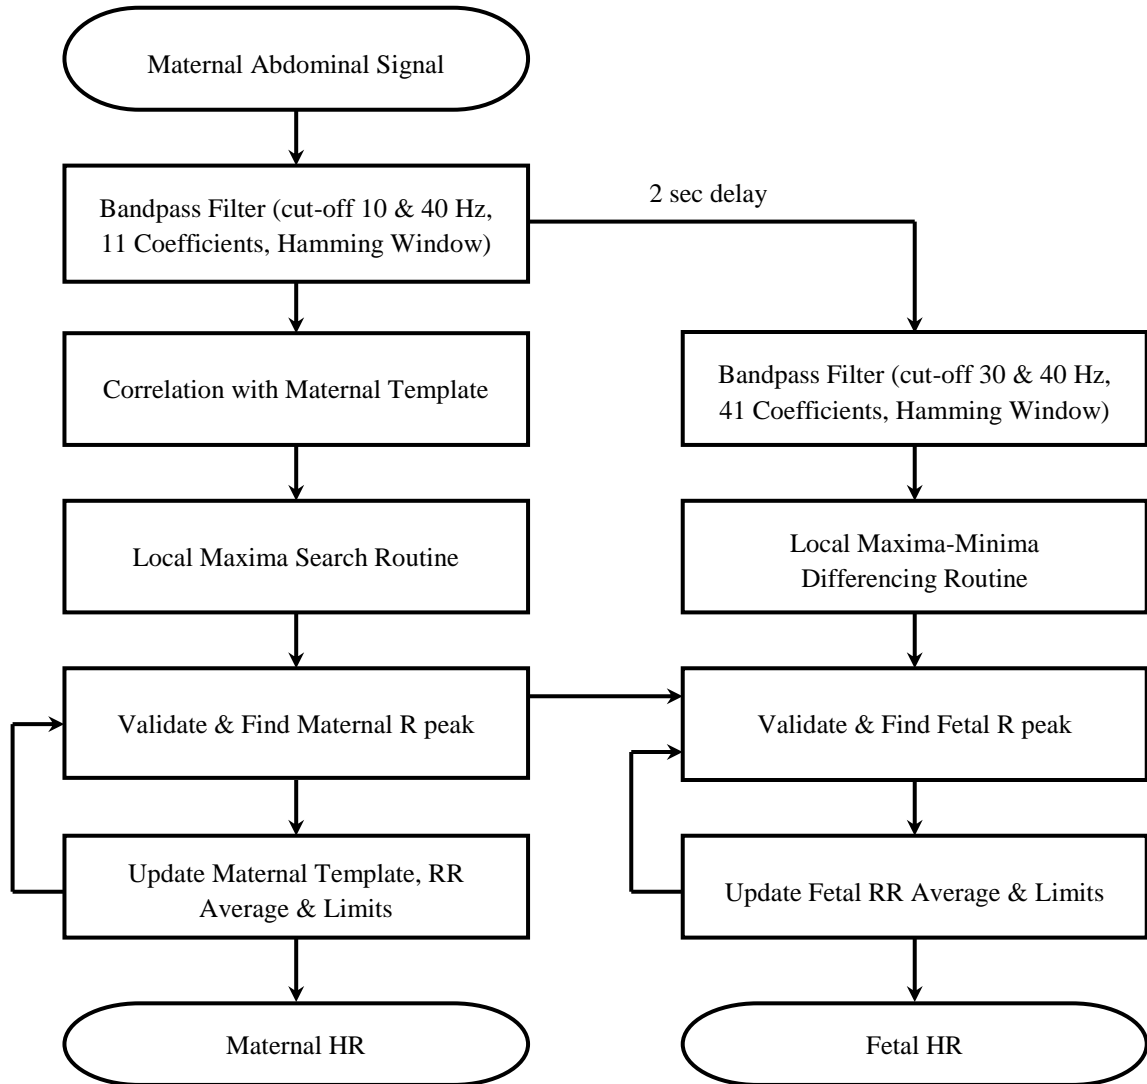 Maternal Abdominal Signal
Bandpass Filter (cut-off 10 & 40 Hz,
11 Coefficients, Hamming Window)
2 sec delay
Correlation with Maternal Template
Bandpass Filter (cut-off 30 & 40 Hz,
41 Coefficients, Hamming Window)
Local Maxima Search Routine
Local Maxima-Minima
Differencing Routine
Validate & Find Maternal R peak
Validate & Find Fetal R peak
Update Maternal Template, RR
Average & Limits
Update Fetal RR Average & Limits
Maternal HR
Fetal HR